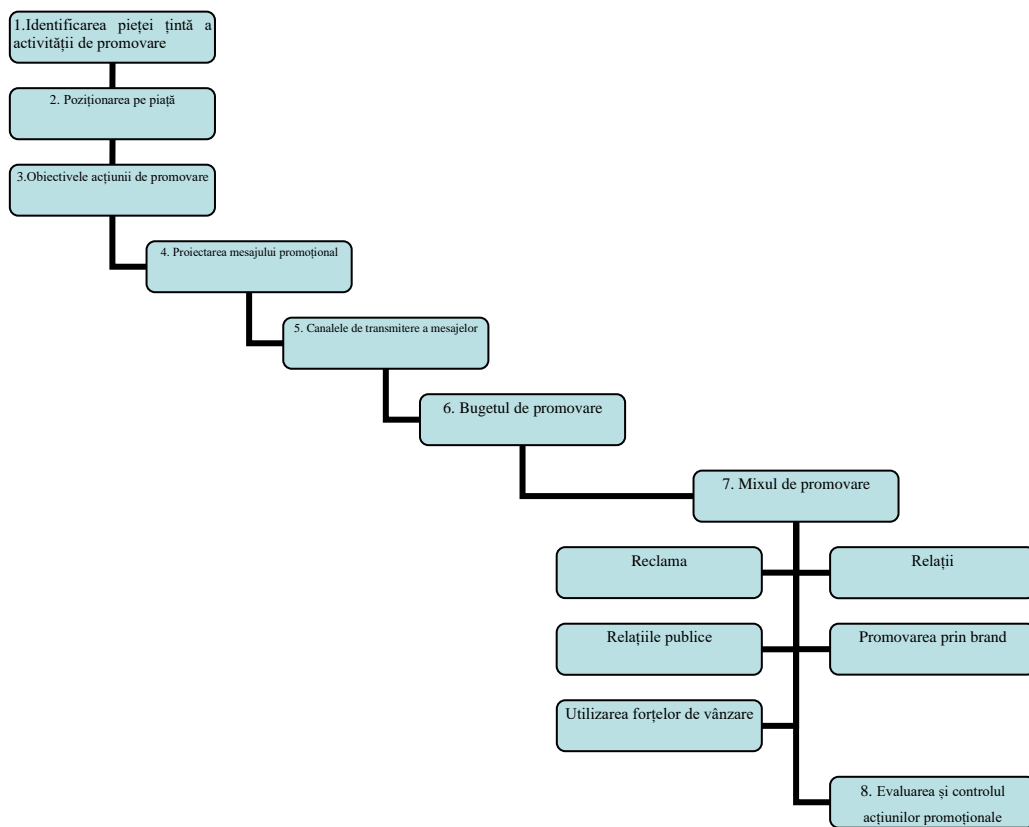 1.Identificarea pieței țintă a
activității de promovare
2. Poziționarea pe piață
3.Obiectivele acțiunii de promovare
4. Proiectarea mesajului promoțional
5. Canalele de transmitere a mesajelor
6. Bugetul de promovare
7. Mixul de promovare
Reclama
Relații
Relațiile publice
Promovarea prin brand
Utilizarea forțelor de vânzare
8. Evaluarea și controlul
acțiunilor promoționale